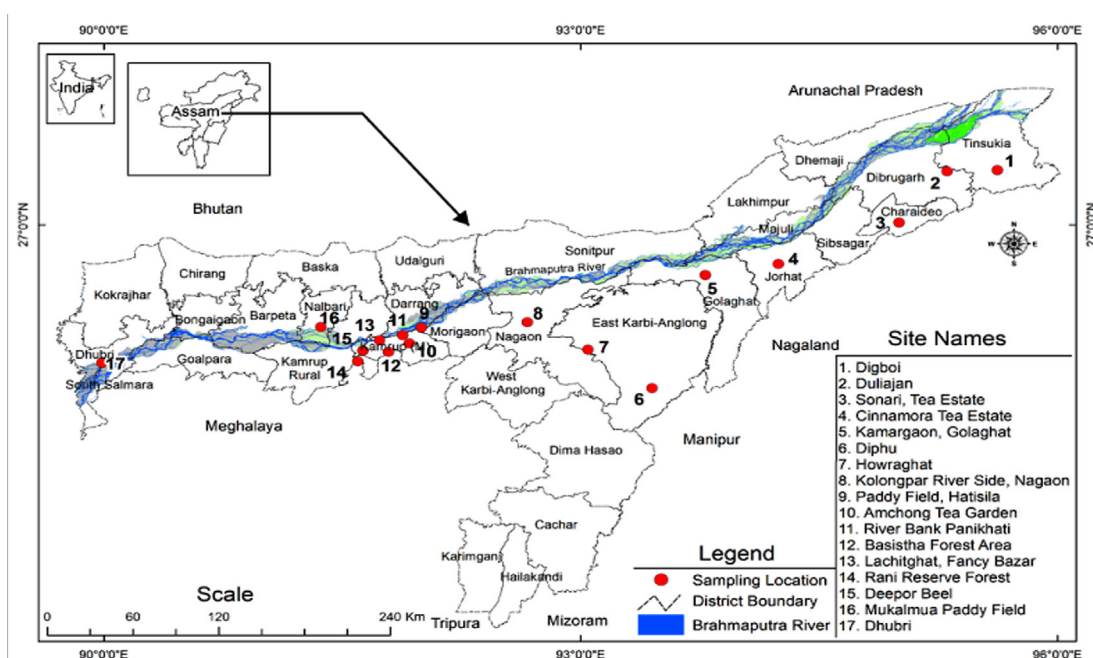 90°0'0"E 93°0'0"E 96°0'0"E
India
Assam
Arunachal Pradesh
Tinsukia
1
Dhemaji
Dibrugarh
2
Bhutan
Lakhimpur
Charaideo
3
27°0'0"N
27°0'0"N
Majuli
Sibsagar
N
W E
S
Sonitpur
Udalguri
Baska
Chirang
Kokrajhar
Brahmaputra River
4
Jorhat
5
Golaghat
Nalbari
Darrang
9
Bongaigaon
Barpeta
16
13
11
Morigaon
8
Nagaon
East Karbi-Anglong
15
Kamrup (M)
10
Dhubri
17
Goalpara
Kamrup
Rural
14
12
7
Nagaland
South Salmara
West
Karbi-Anglong
6
Meghalaya
Manipur
Dima Hasao
Cachar
Karimganj
Hailakandi
Tripura
Mizoram
Site Names
1. Digboi
2. Duliajan
3. Sonari, Tea Estate
4. Cinnamora Tea Estate
5. Kamargaon, Golaghat
6. Diphu
7. Howraghat
8. Kolongpar River Side, Nagaon
9. Paddy Field, Hatisila
10. Amchong Tea Garden
11. River Bank Panikhati
12. Basistha Forest Area
13. Lachitghat, Fancy Bazar
14. Rani Reserve Forest
15. Deepor Beel
16. Mukalmua Paddy Field
17. Dhubri
Legend
Sampling Location
District Boundary
Brahmaputra River
Scale
0 60 120 240 Km
90°0'0"E 93°0'0"E 96°0'0"E